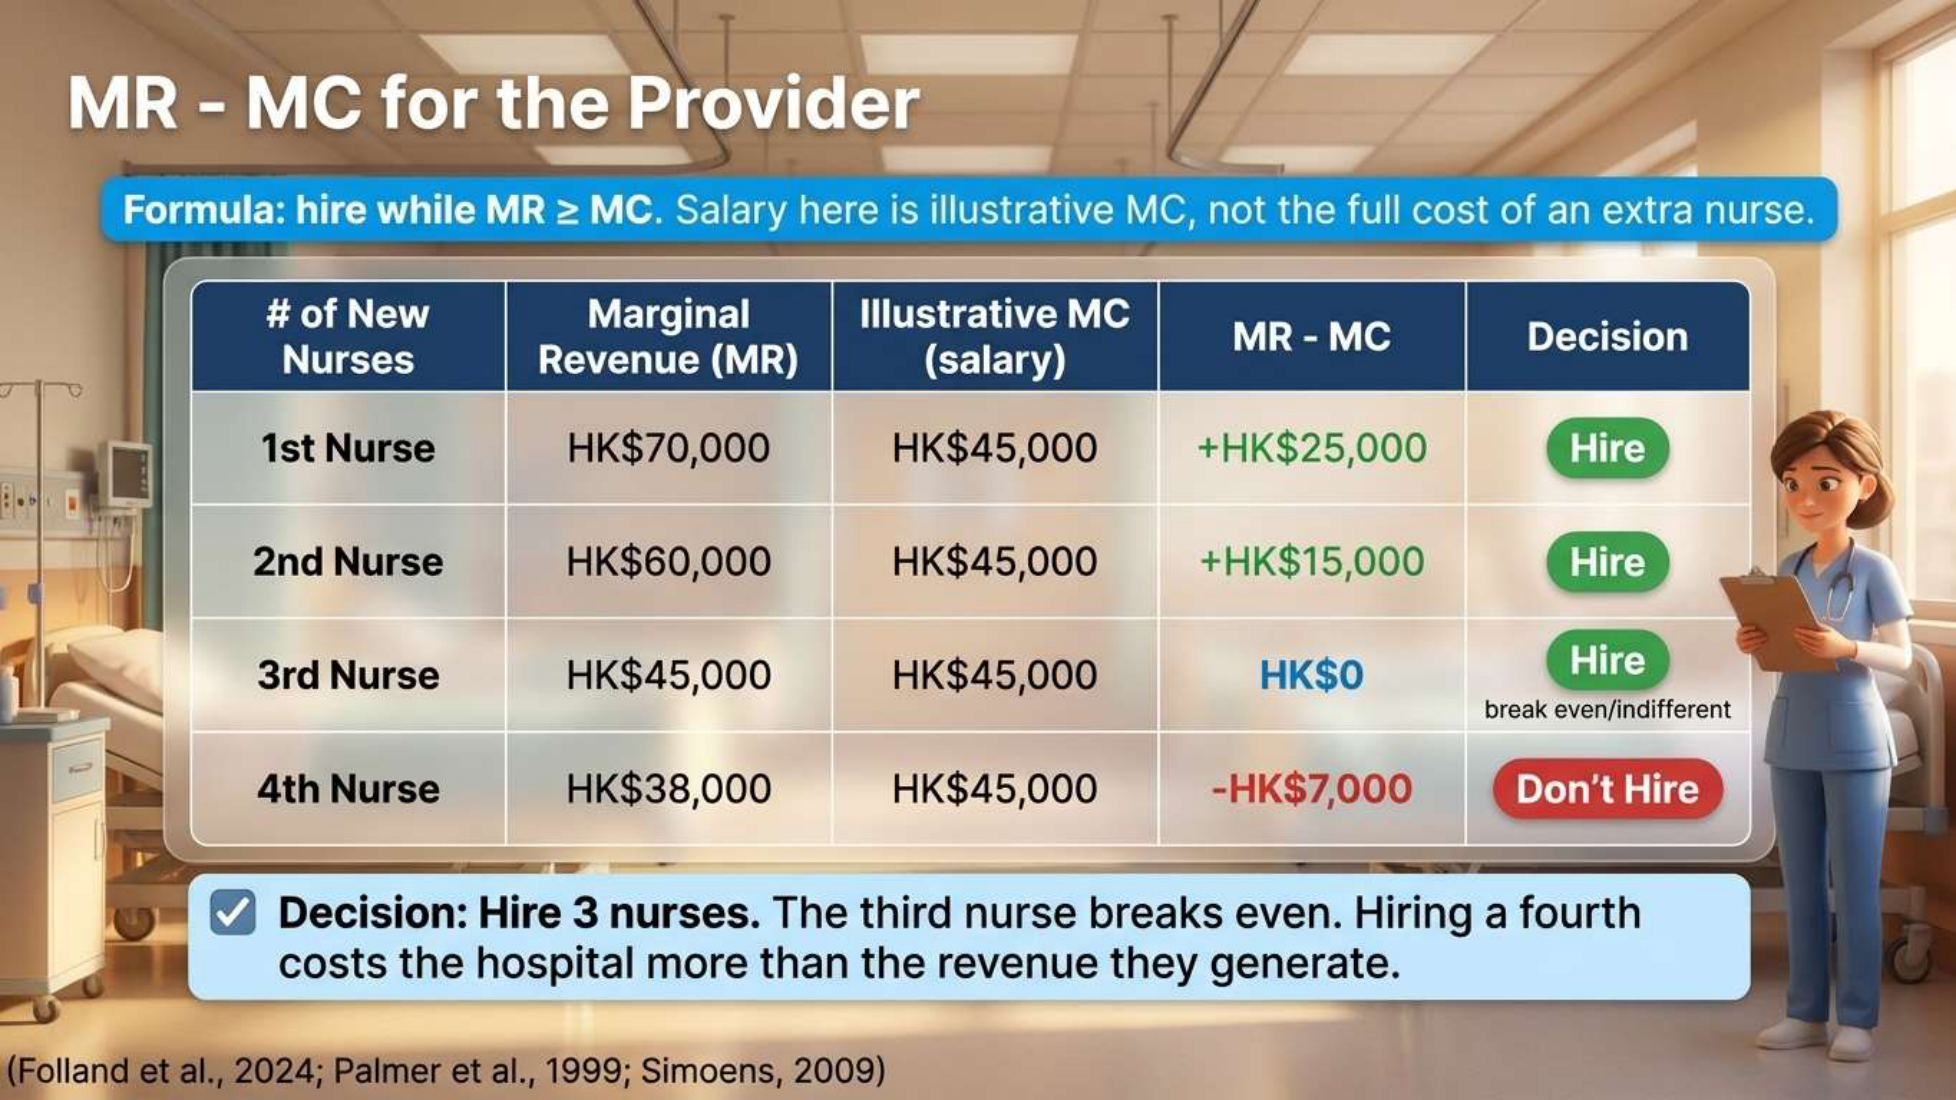 MR - MC for the Provider
Formula: hire while MR ≥ MC. Salary here is illustrative MC, not the full cost of an extra nurse.
# of New Nurses
Marginal Revenue (MR)
Illustrative MC (salary)
MR - MC
Decision
1st Nurse
HK$70,000
HK$45,000
+HK$25,000
Hire
2nd Nurse
HK$60,000
HK$45,000
+HK$15,000
Hire
3rd Nurse
HK$45,000
HK$45,000
HK$0
Hire
break even/indifferent
4th Nurse
HK$38,000
HK$45,000
-HK$7,000
Don't Hire
Decision: Hire 3 nurses. The third nurse breaks even. Hiring a fourth
costs the hospital more than the revenue they generate.
(Folland et al., 2024; Palmer et al., 1999; Simoens, 2009)